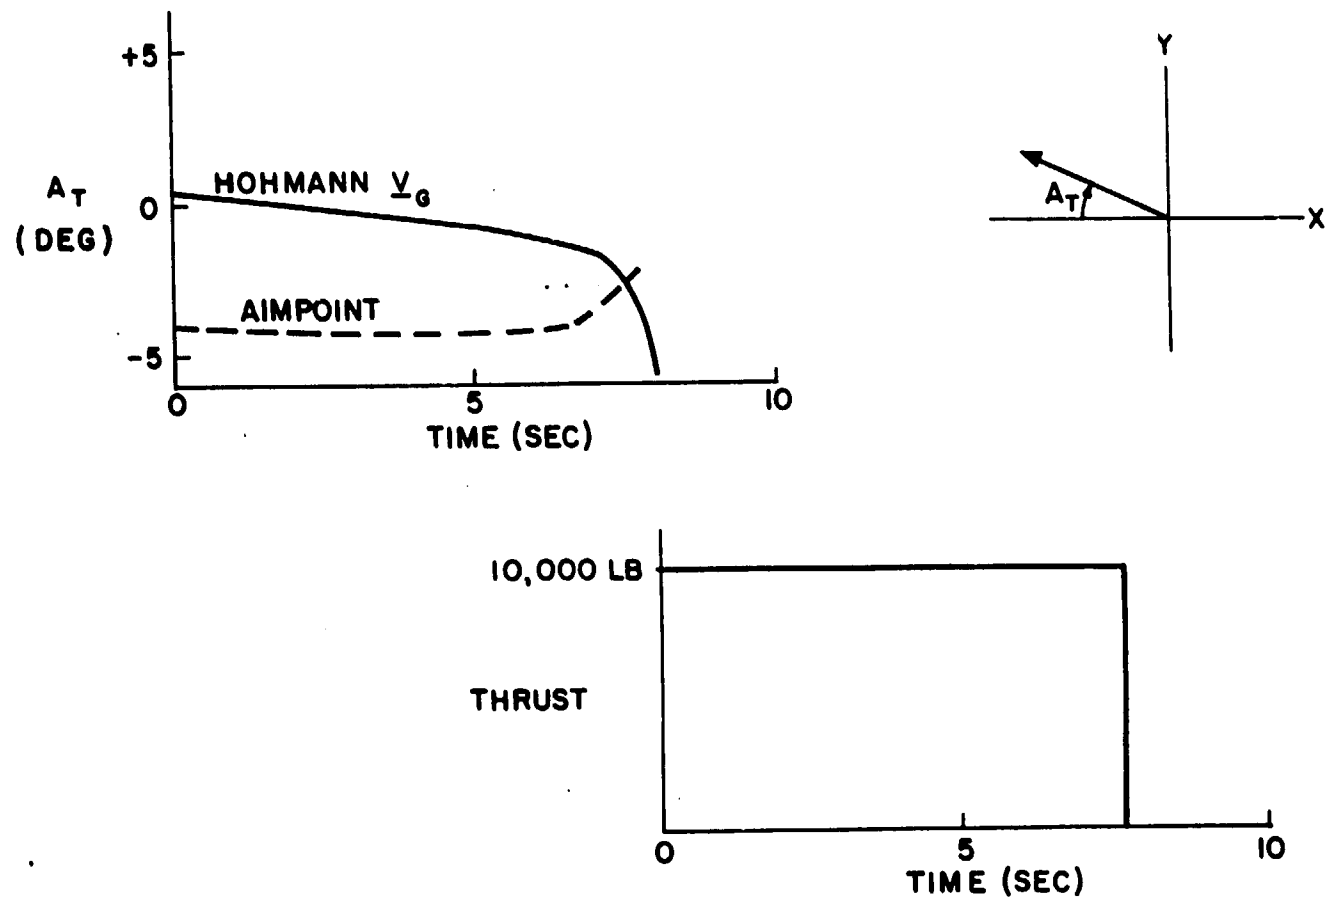 +5
A_T
(DEG)
0
-5
HOHMANN V_G
AIMPOINT
0
5
10
TIME (SEC)
Y
A_T
X
10,000 LB
THRUST
0
5
10
TIME (SEC)